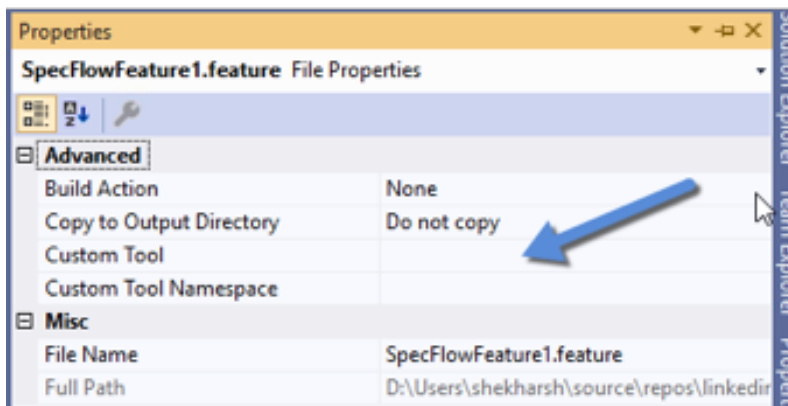 Properties
SpecFlowFeature1.feature File Properties
Advanced
Build Action None
Copy to Output Directory Do not copy
Custom Tool
Custom Tool Namespace
Misc
File Name SpecFlowFeature1.feature
Full Path D:\Users\shekharsh\source\repos\linkedin
Solution Explorer
Team Explorer